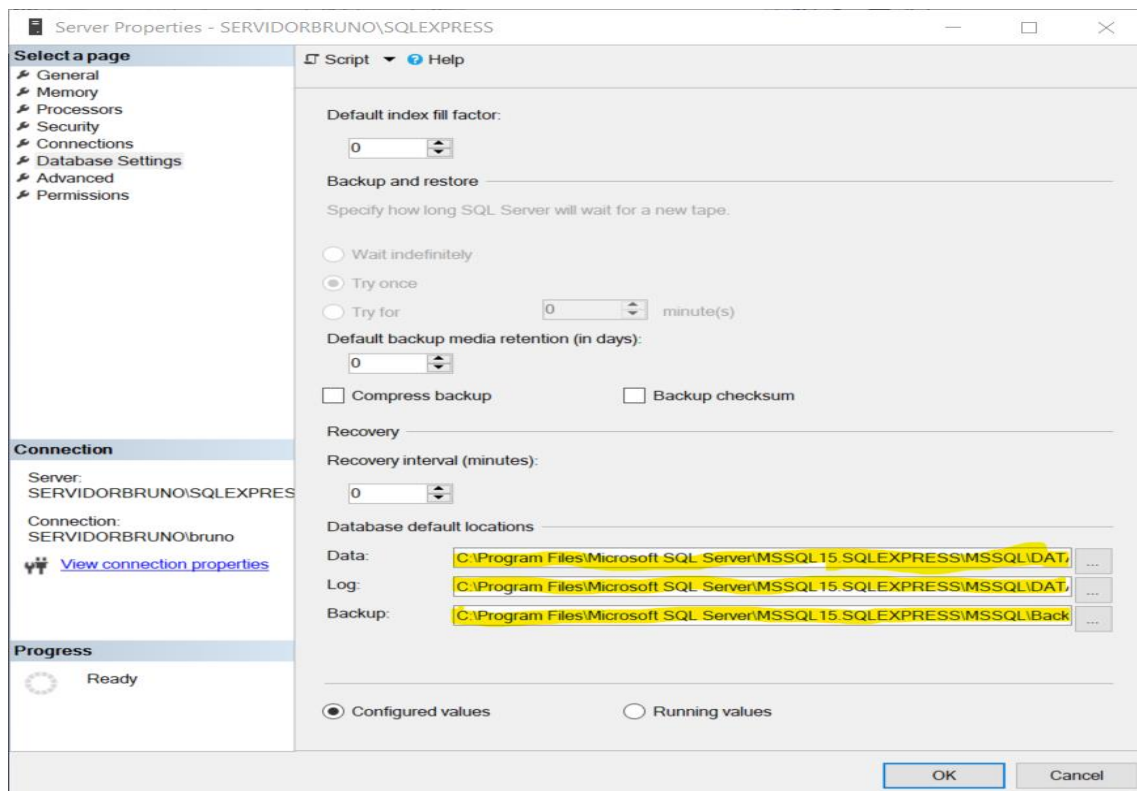 Server Properties - SERVIDORBRUNO\SQLEXPRESS
Select a page
General
Memory
Processors
Security
Connections
Database Settings
Advanced
Permissions
Script Help
Default index fill factor:
0
Backup and restore
Specify how long SQL Server will wait for a new tape.
Wait indefinitely
Try once
Try for 0 minute(s)
Default backup media retention (in days):
0
Compress backup Backup checksum
Recovery
Recovery interval (minutes):
0
Database default locations
Data: C:\Program Files\Microsoft SQL Server\MSSQL15.SQLEXPRESS\MSSQL\DATA ...
Log: C:\Program Files\Microsoft SQL Server\MSSQL15.SQLEXPRESS\MSSQL\DATA ...
Backup: C:\Program Files\Microsoft SQL Server\MSSQL15.SQLEXPRESS\MSSQL\Back ...
Configured values Running values
Connection
Server:
SERVIDORBRUNO\SQLEXPRES
Connection:
SERVIDORBRUNO\bruno
View connection properties
Progress
Ready
OK Cancel